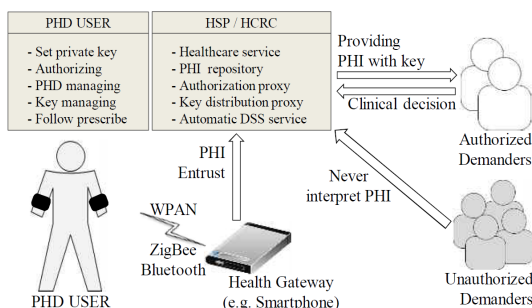 PHD USER
- Set private key
- Authorizing
- PHD managing
- Key managing
- Follow prescribe
HSP / HCRC
- Healthcare service
- PHI repository
- Authorization proxy
- Key distribution proxy
- Automatic DSS service
Providing
PHI with key
Clinical decision
Authorized
Demanders
PHI
Entrust
Never
interpret PHI
WPAN
ZigBee
Bluetooth
PHD USER
Health Gateway
(e.g. Smartphone)
Unauthorized
Demanders